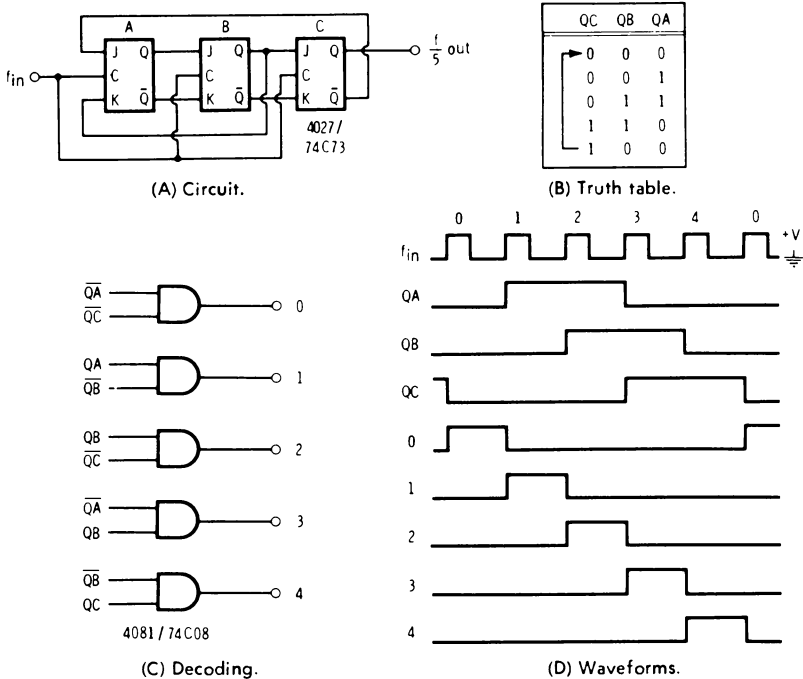 A B C
J Q J Q J Q
f in C C C f/5 out
K Q̅ K Q̅ K Q̅
4027/
74C73
(A) Circuit.
QC QB QA
0 0 0
0 0 1
0 1 1
1 1 0
1 0 0
(B) Truth table.
Q̅A̅
Q̅C̅
0
QA
Q̅B̅
1
QB
Q̅C̅
2
Q̅A̅
QB
3
Q̅B̅
QC
4
4081/74C08
(C) Decoding.
0 1 2 3 4 0
f in +V
QA
QB
QC
0
1
2
3
4
(D) Waveforms.